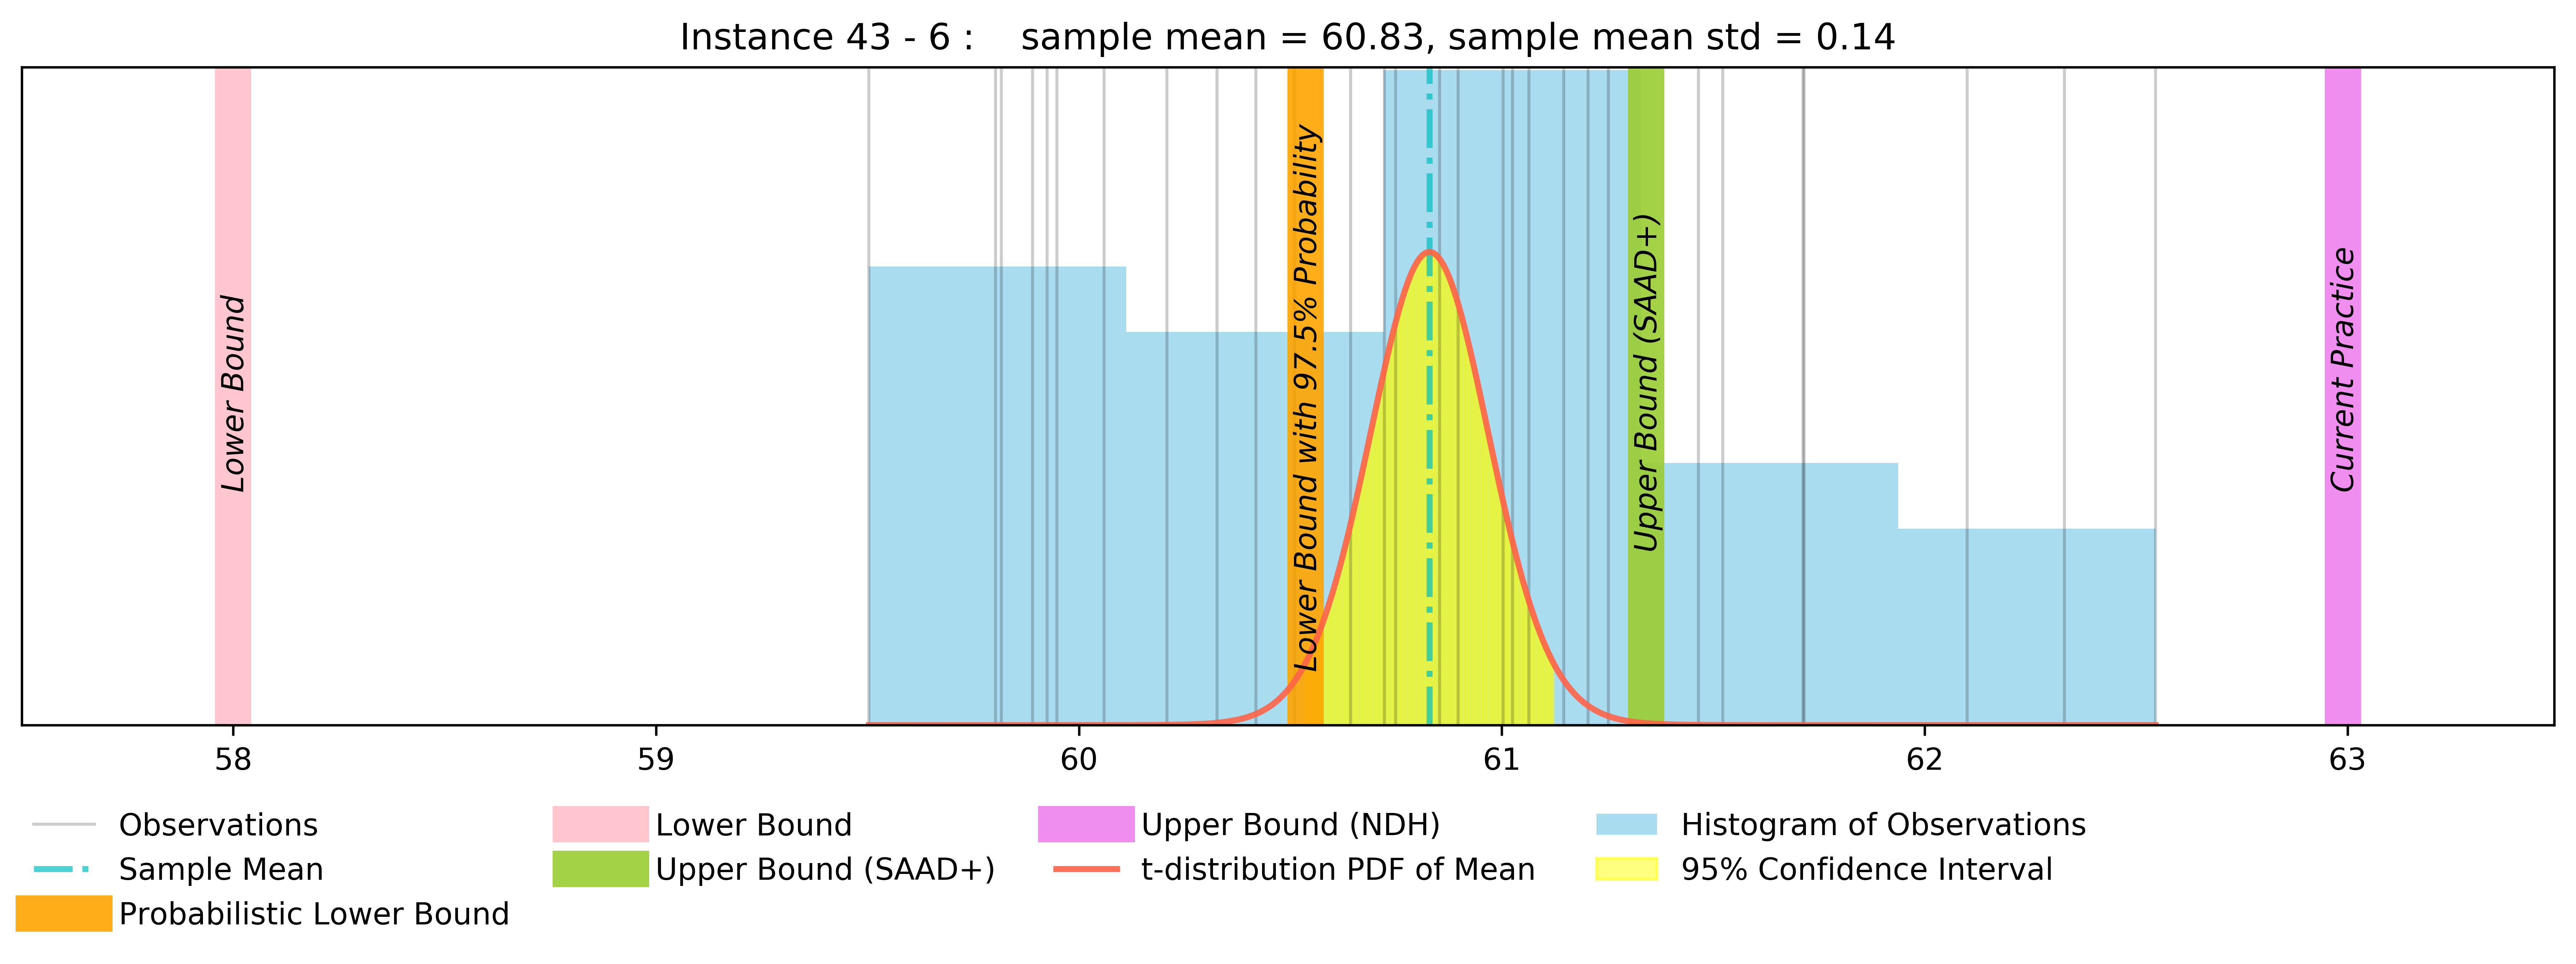 Instance 43 - 6 :    sample mean = 60.83, sample mean std = 0.14
Lower Bound
Lower Bound with 97.5% Probability
Upper Bound (SAAD+)
Current Practice
58 59 60 61 62 63
Observations
Sample Mean
Probabilistic Lower Bound
Lower Bound
Upper Bound (SAAD+)
Upper Bound (NDH)
t-distribution PDF of Mean
Histogram of Observations
95% Confidence Interval